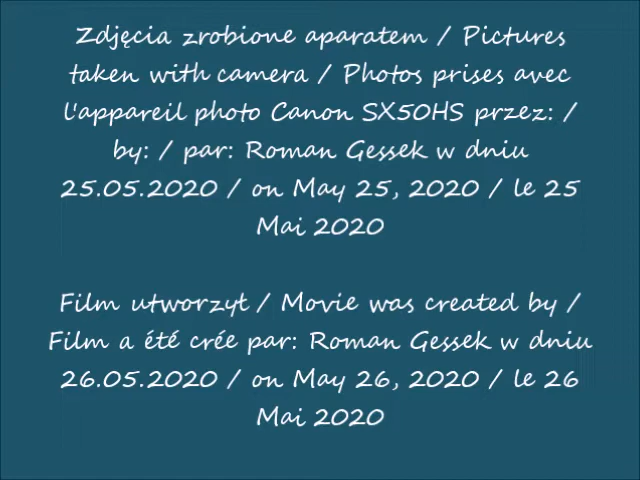 Zdjęcia zrobione aparatem / Pictures
taken with camera / Photos prises avec
l'appareil photo Canon SX50HS przez: /
by: / par: Roman Gessek w dniu
25.05.2020 / on May 25, 2020 / le 25
Mai 2020
Film utworzył / Movie was created by /
Film a été crée par: Roman Gessek w dniu
26.05.2020 / on May 26, 2020 / le 26
Mai 2020